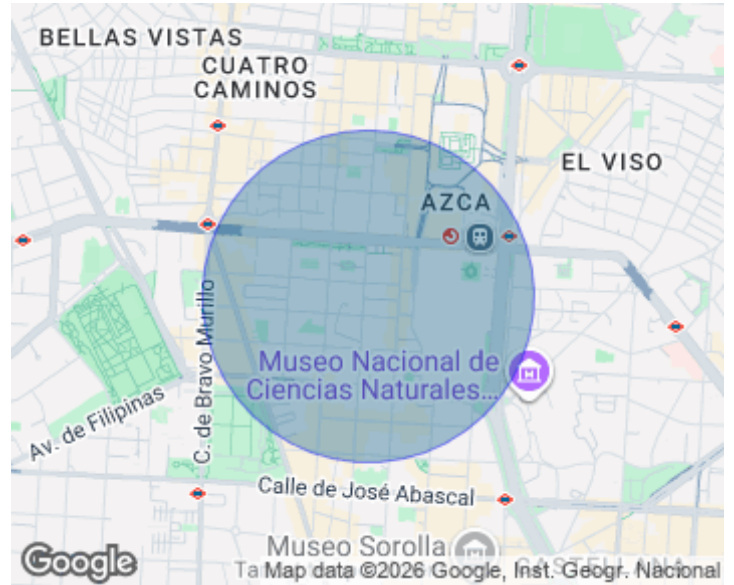 BELLAS VISTAS
CUATRO
CAMINOS
EL VISO
AZCA
C. de Bravo Murillo
Museo Nacional de
Ciencias Naturales...
Av. de Filipinas
Calle de José Abascal
Museo Sorolla
CASTELLANA
Google
Map data ©2026 Google, Inst. Geogr. Nacional